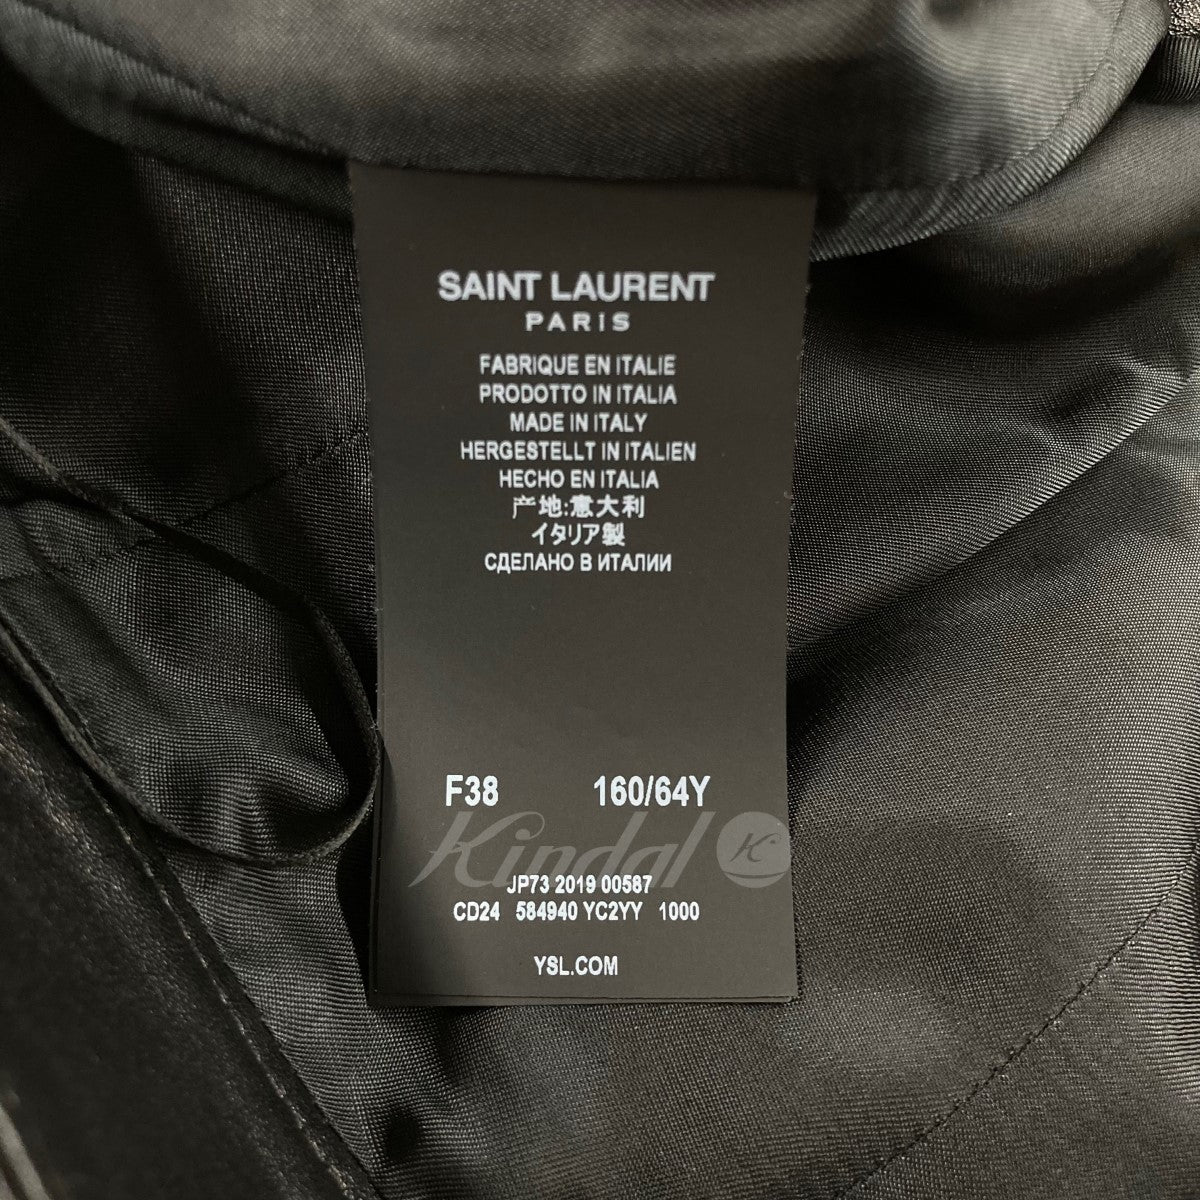 SAINT LAURENT
PARIS
FABRIQUE EN ITALIE
PRODOTTO IN ITALIA
MADE IN ITALY
HERGESTELLT IN ITALIEN
HECHO EN ITALIA
产地:意大利
イタリア製
СДЕЛАНО В ИТАЛИИ
F38 160/64Y
Kindal K
JP73 2019 00587
CD24 584940 YC2YY 1000
YSL.COM